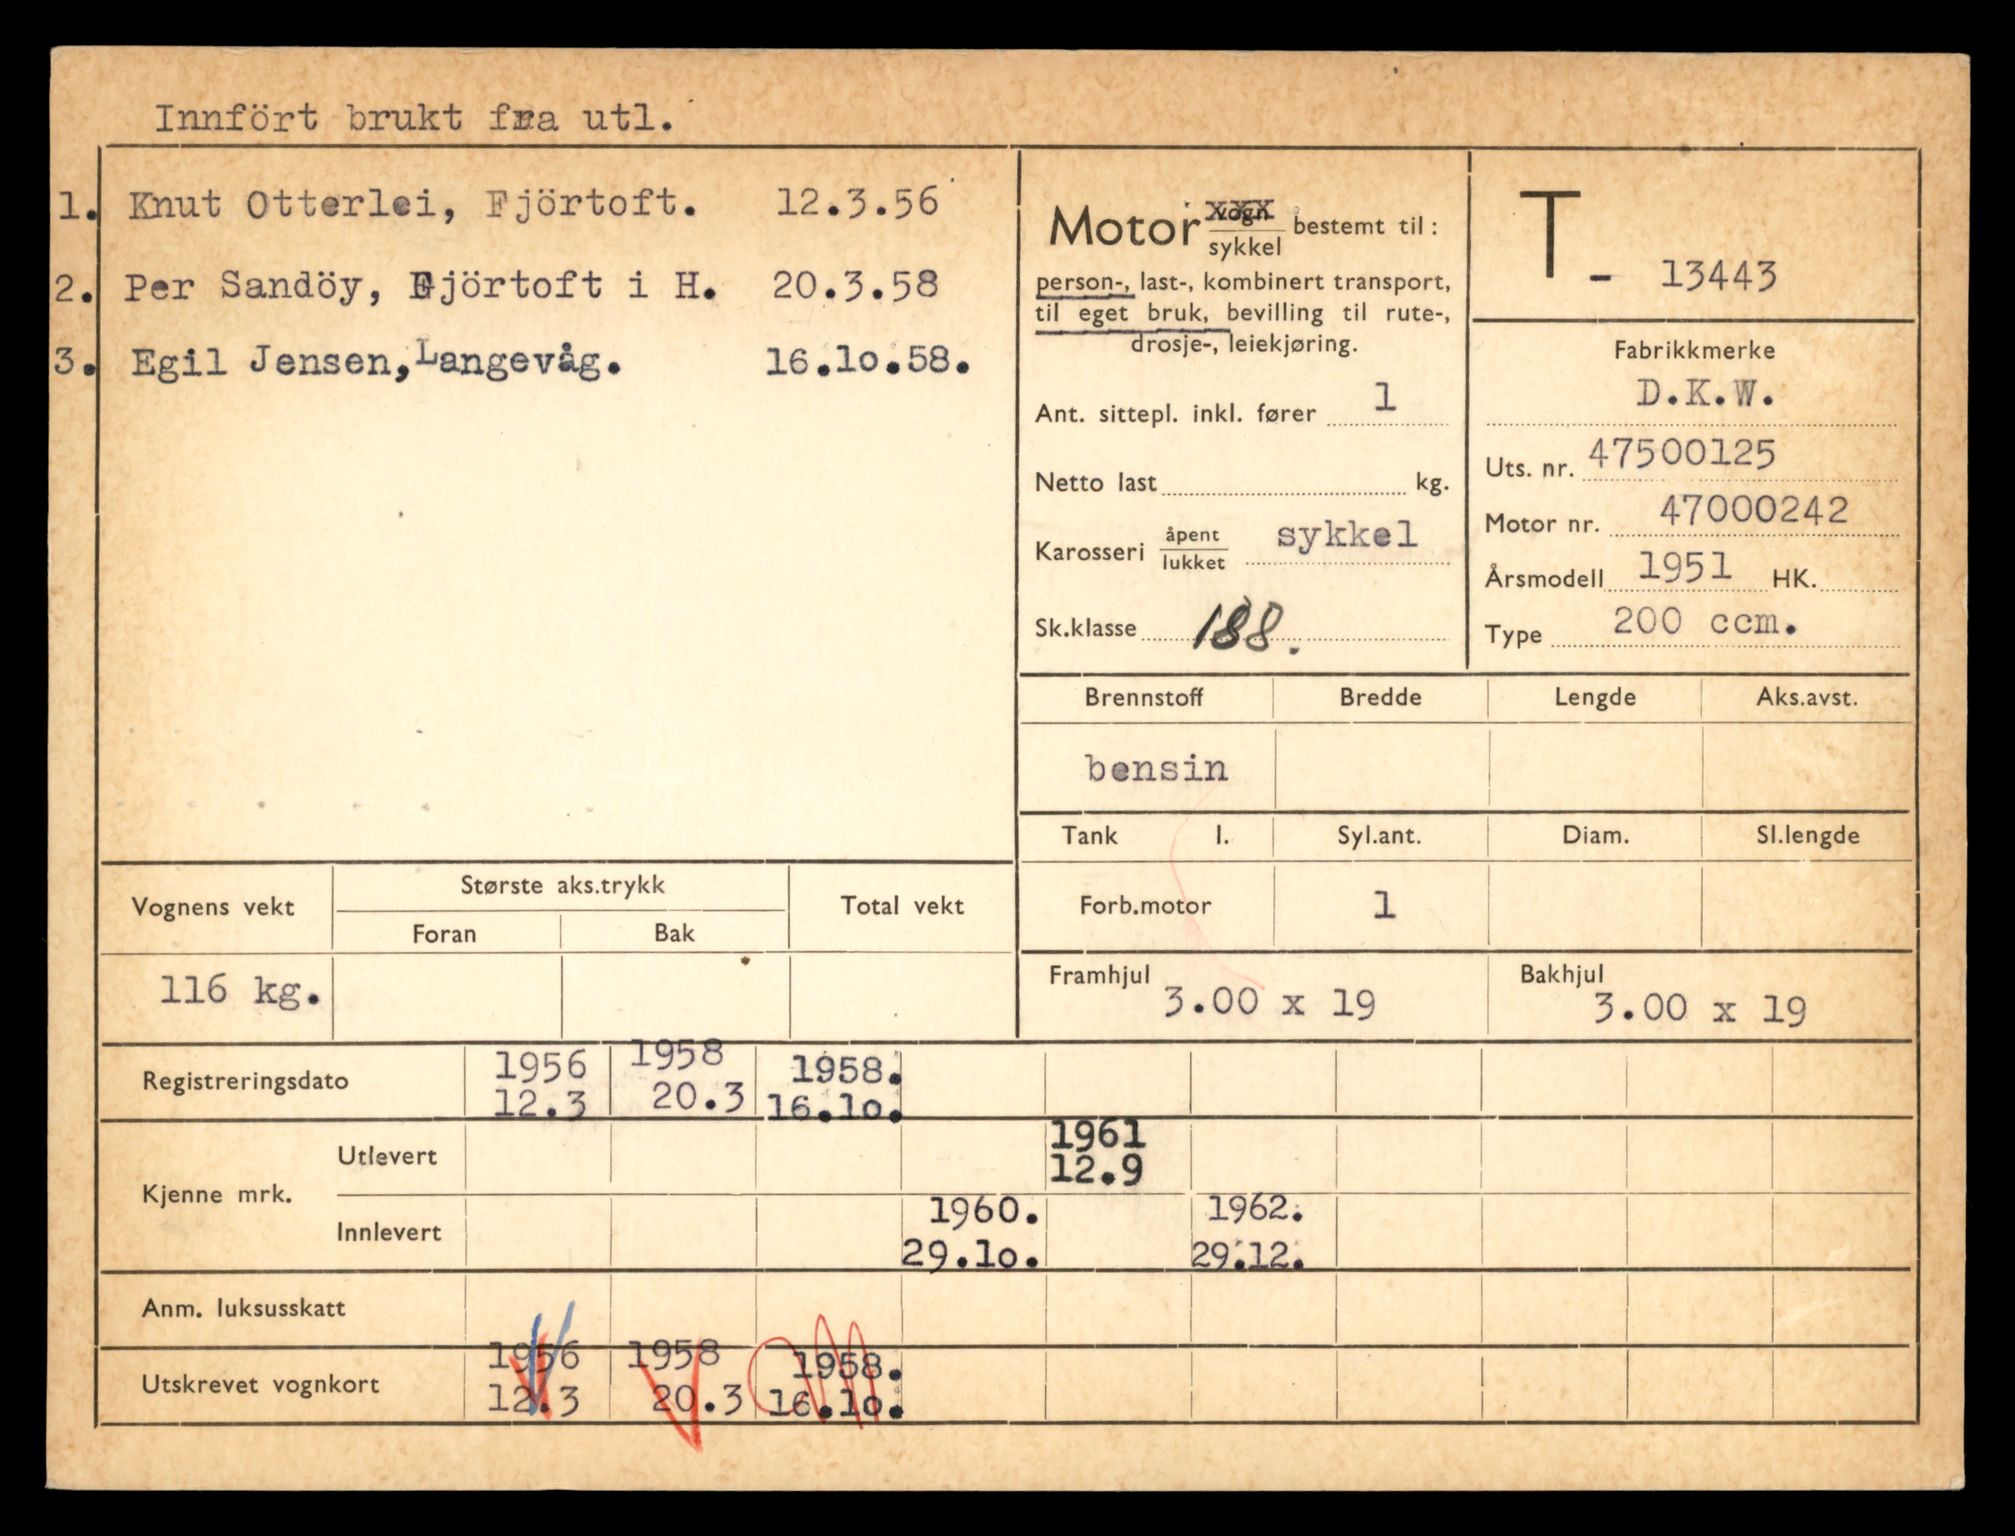 Innfört brukt fra utl.
1. Knut Otterlei, Fjörtoft. 12.3.56
2. Per Sandöy, Fjörtoft i H. 20.3.58
3. Egil Jensen, Langevåg. 16.10.58.
Motor vogn/sykkel bestemt til:
person-, last-, kombinert transport,
til eget bruk, bevilling til rute-,
drosje-, leiekjøring.
Ant. sittepl. inkl. fører 1
Netto last kg.
Karosseri åpent/lukket sykkel
Sk.klasse 188.
T - 13443
Fabrikkmerke
D.K.W.
Uts. nr. 47500125
Motor nr. 47000242
Årsmodell 1951 HK.
Type 200 ccm.
Brennstoff Bredde Lengde Aks.avst.
bensin
Tank l. Syl.ant. Diam. Sl.lengde
Forb.motor 1
Framhjul 3.00 x 19 Bakhjul 3.00 x 19
Vognens vekt Største aks.trykk Total vekt
Foran Bak
116 kg.
Registreringsdato 1956 1958 1958.
12.3 20.3 16.10.
Kjenne mrk. Utlevert 1961
12.9
Innlevert 1960. 1962.
29.10. 29.12.
Anm. luksusskatt
Utskrevet vognkort 1956 1958 1958.
12.3 20.3 16.10.